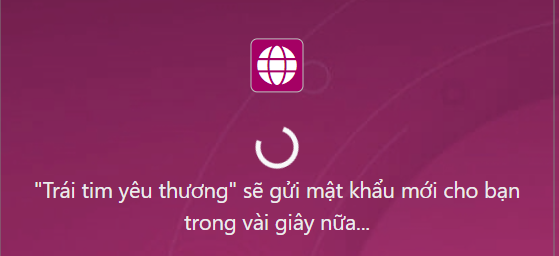 "Trái tim yêu thương" sẽ gửi mật khẩu mới cho bạn
trong vài giây nữa...